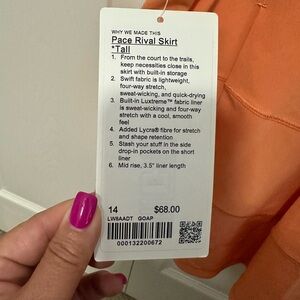 WHY WE MADE THIS
Pace Rival Skirt
*Tall
1. From the court to the trails,
keep necessities close in this
skirt with built-in storage
2. Swift fabric is lightweight,
four-way stretch,
sweat-wicking, and quick-drying
3. Built-in Luxtreme™ fabric liner
is sweat-wicking and four-way
stretch with a cool, smooth
feel
4. Added Lycra® fibre for stretch
and shape retention
5. Stash your stuff in the side
drop-in pockets on the short
liner
6. Mid rise, 3.5" liner length
14 $68.00
LW8AADT GOAP
000132200672